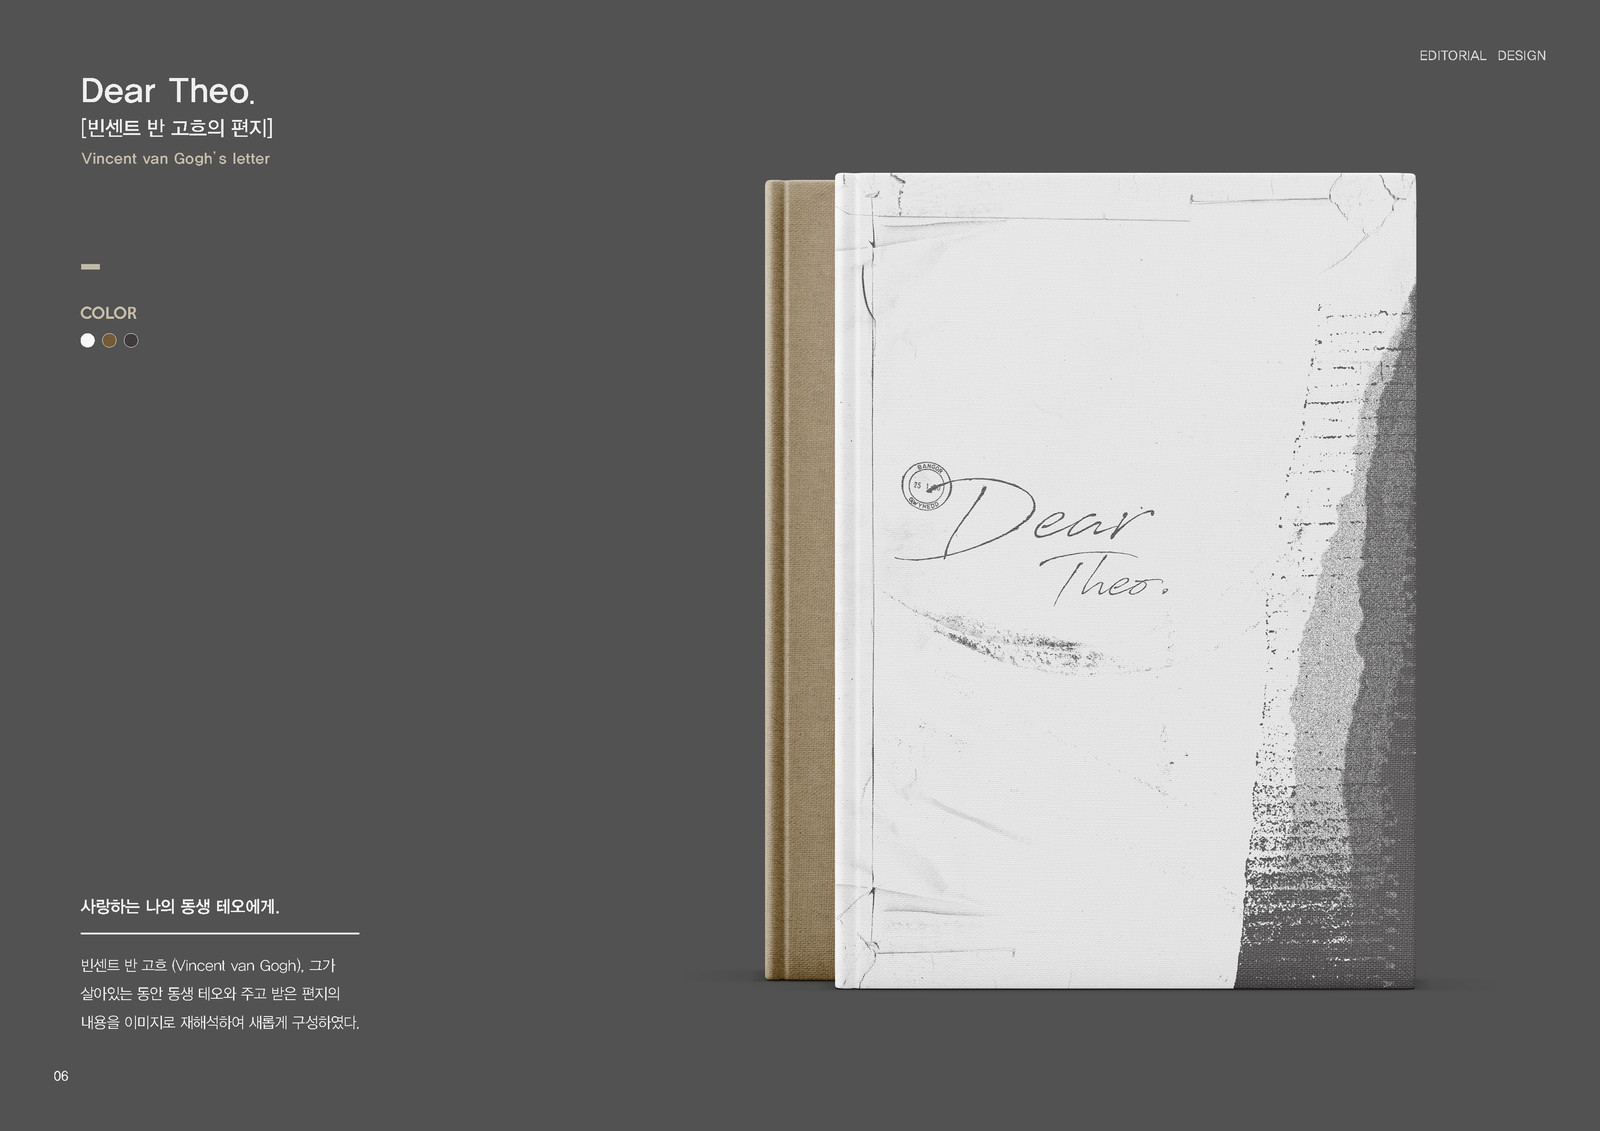 EDITORIAL DESIGN
Dear Theo.
[빈센트 반 고흐의 편지]
Vincent van Gogh`s letter
COLOR
BANGOR
GWYNEDD
Dear
Theo.
사랑하는 나의 동생 테오에게.
빈센트 반 고흐 (Vincent van Gogh), 그가
살아있는 동안 동생 테오와 주고 받은 편지의
내용을 이미지로 재해석하여 새롭게 구성하였다.
06